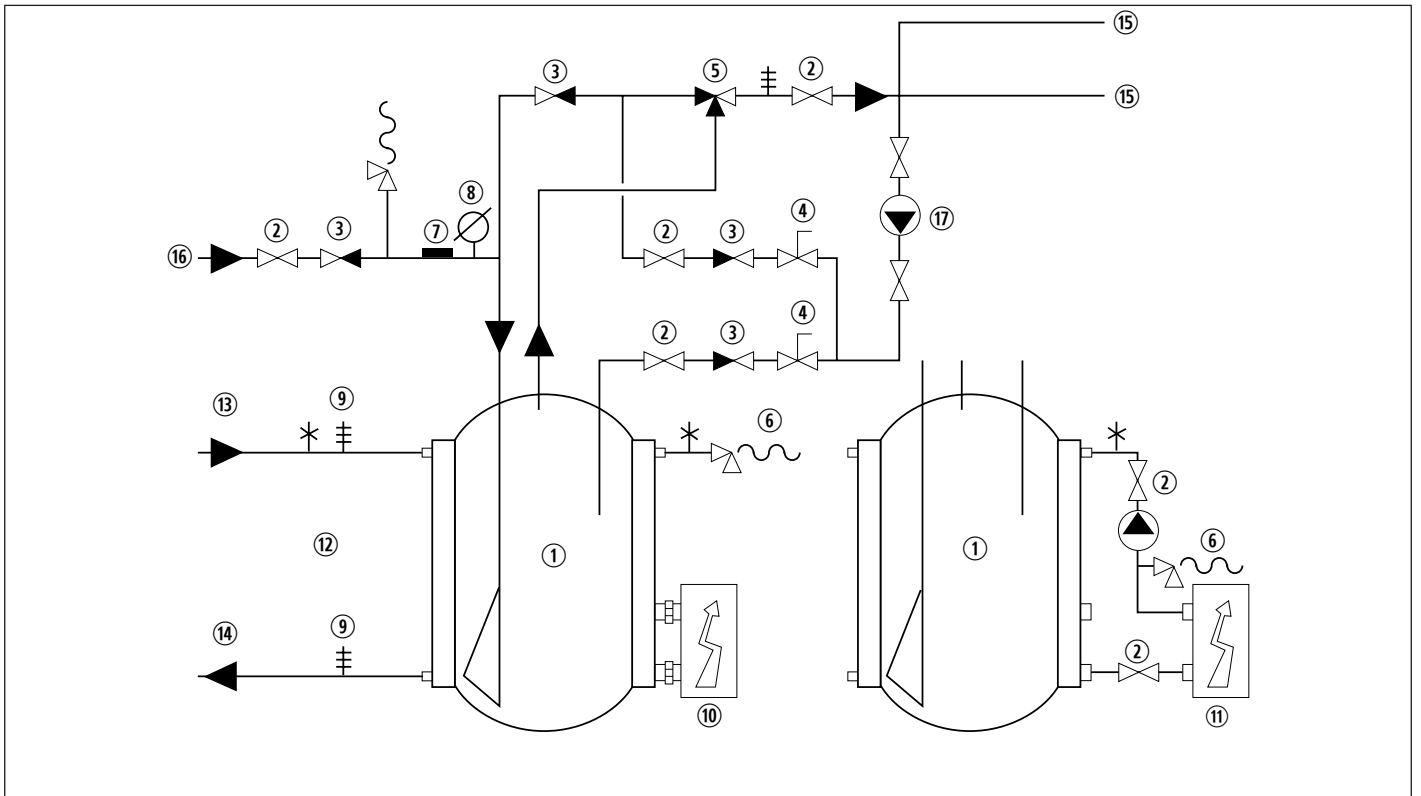 ⑮
③ ⑤ ② ⑮
⑧
⑰
② ③ ⑦ ② ③ ④
⑯
② ③ ④
⑬ ⑨ ⑥
②
⑫ ① ① ⑥
⑭ ⑨ ②
⑩ ⑪